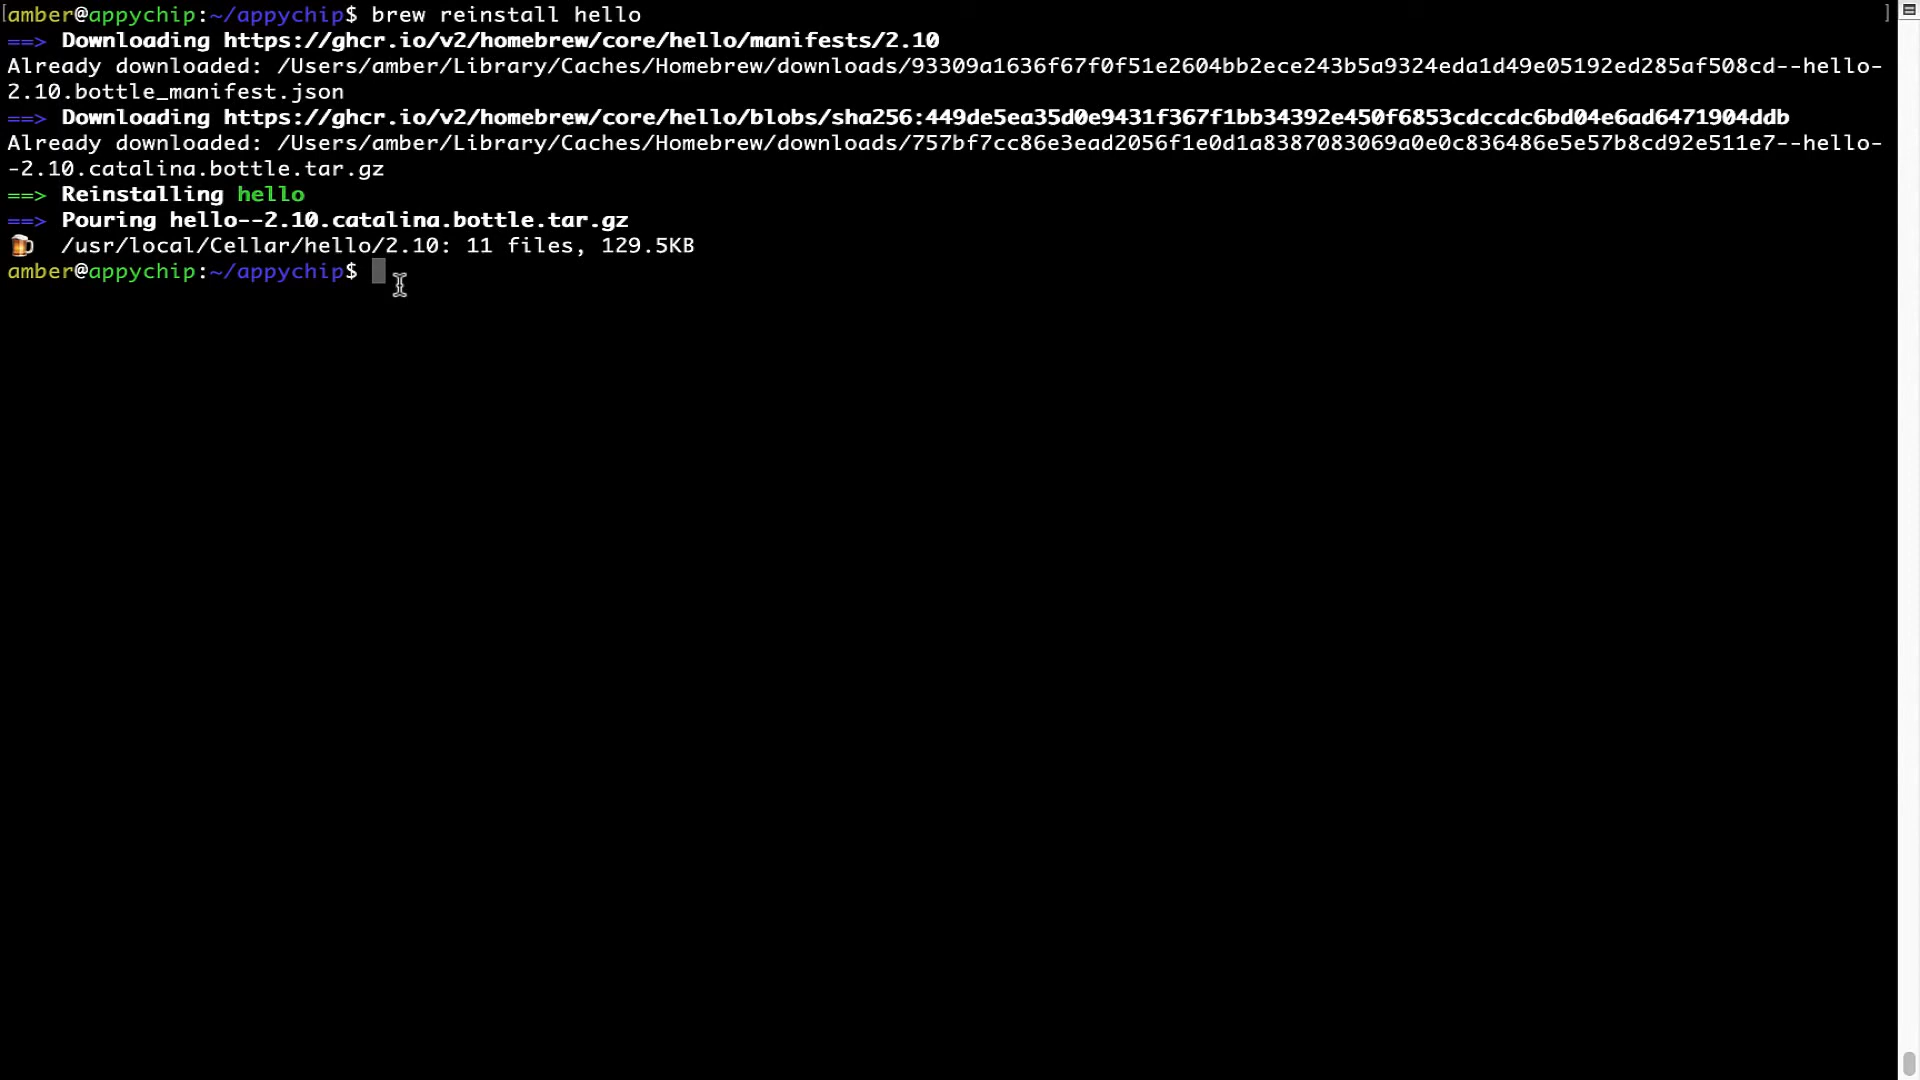 [amber@appychip:~/appychip$ brew reinstall hello ]
==> Downloading https://ghcr.io/v2/homebrew/core/hello/manifests/2.10
Already downloaded: /Users/amber/Library/Caches/Homebrew/downloads/93309a1636f67f0f51e2604bb2ece243b5a9324eda1d49e05192ed285af508cd--hello-
2.10.bottle_manifest.json
==> Downloading https://ghcr.io/v2/homebrew/core/hello/blobs/sha256:449de5ea35d0e9431f367f1bb34392e450f6853cdccdc6bd04e6ad6471904ddb
Already downloaded: /Users/amber/Library/Caches/Homebrew/downloads/757bf7cc86e3ead2056f1e0d1a8387083069a0e0c836486e5e57b8cd92e511e7--hello-
-2.10.catalina.bottle.tar.gz
==> Reinstalling hello
==> Pouring hello--2.10.catalina.bottle.tar.gz
🍺 /usr/local/Cellar/hello/2.10: 11 files, 129.5KB
amber@appychip:~/appychip$